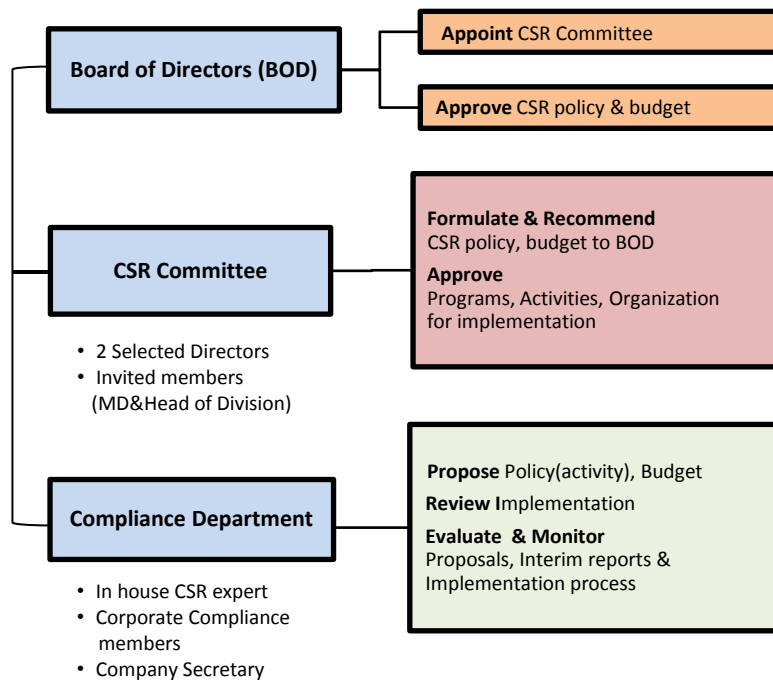 Board of Directors (BOD)
Appoint CSR Committee
Approve CSR policy & budget
CSR Committee
Formulate & Recommend
CSR policy, budget to BOD
Approve
Programs, Activities, Organization
for implementation
• 2 Selected Directors
• Invited members
(MD&Head of Division)
Compliance Department
Propose Policy(activity), Budget
Review Implementation
Evaluate & Monitor
Proposals, Interim reports &
Implementation process
• In house CSR expert
• Corporate Compliance
members
• Company Secretary